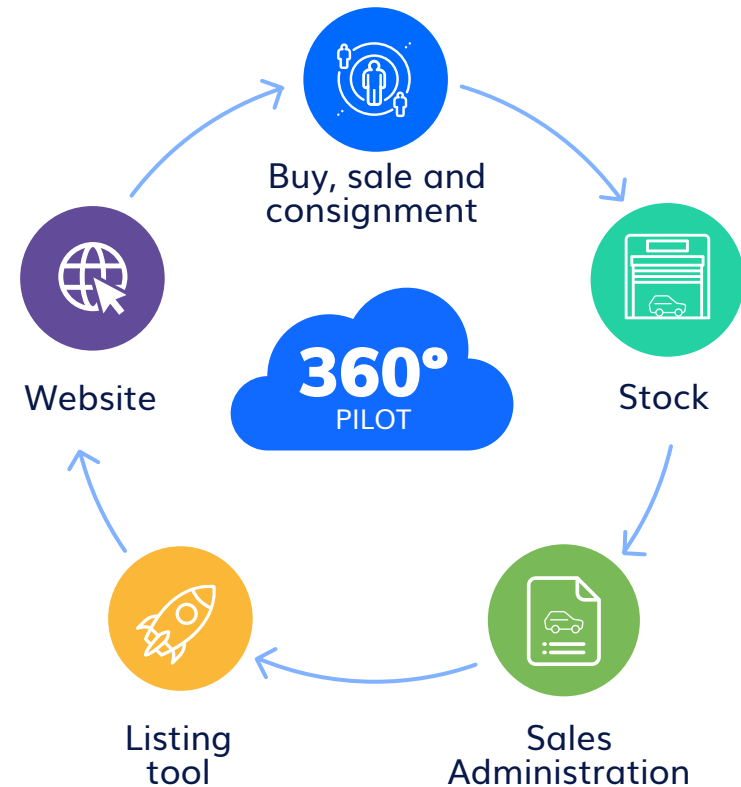 Buy, sale and
consignment
Website
360°
PILOT
Stock
Listing
tool
Sales
Administration